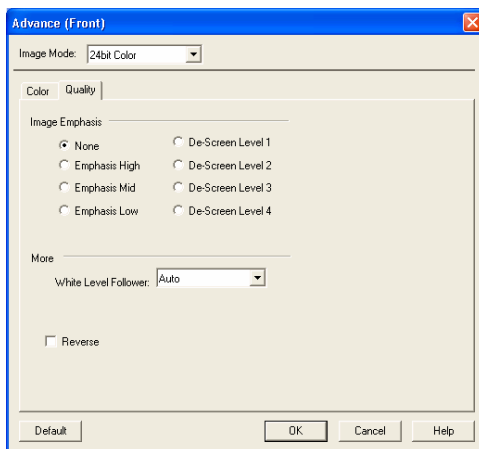 Advance (Front)
Image Mode: 24bit Color
Color Quality
Image Emphasis
None De-Screen Level 1
Emphasis High De-Screen Level 2
Emphasis Mid De-Screen Level 3
Emphasis Low De-Screen Level 4
More
White Level Follower: Auto
Reverse
Default OK Cancel Help